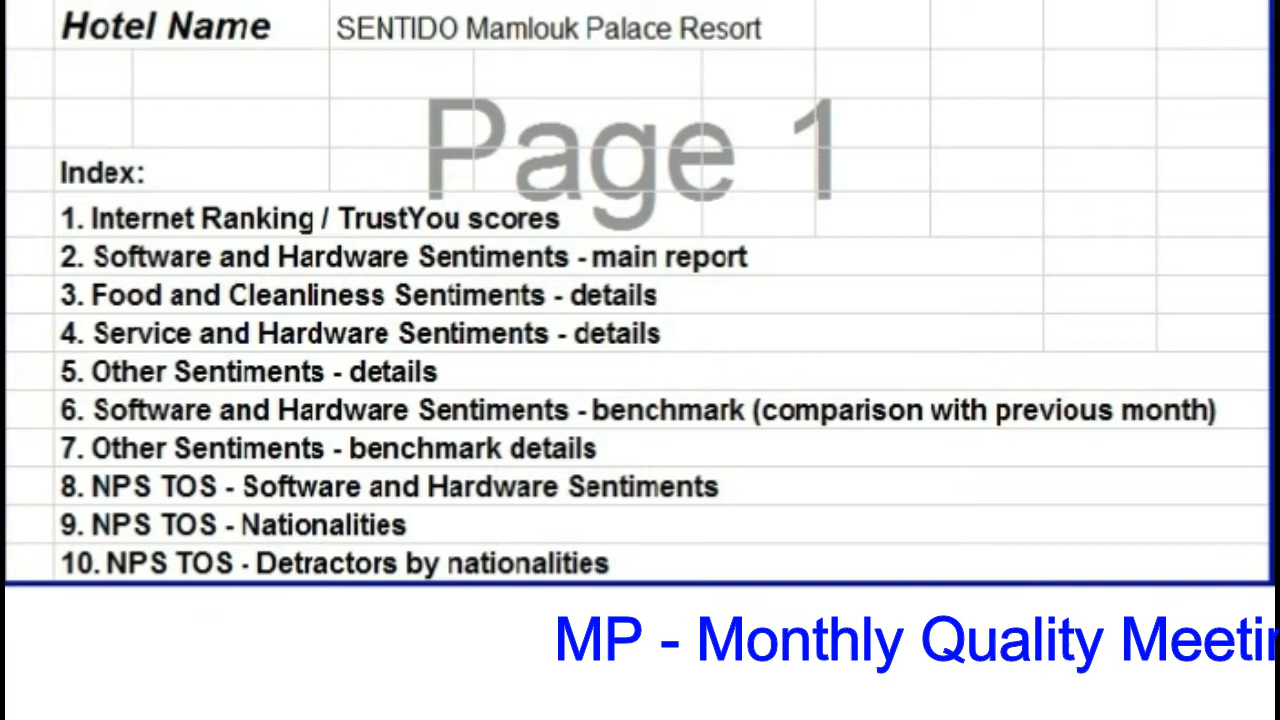 Hotel Name SENTIDO Mamlouk Palace Resort
Page 1
Index:
1. Internet Ranking / TrustYou scores
2. Software and Hardware Sentiments - main report
3. Food and Cleanliness Sentiments - details
4. Service and Hardware Sentiments - details
5. Other Sentiments - details
6. Software and Hardware Sentiments - benchmark (comparison with previous month)
7. Other Sentiments - benchmark details
8. NPS TOS - Software and Hardware Sentiments
9. NPS TOS - Nationalities
10. NPS TOS - Detractors by nationalities
MP - Monthly Quality Meetin